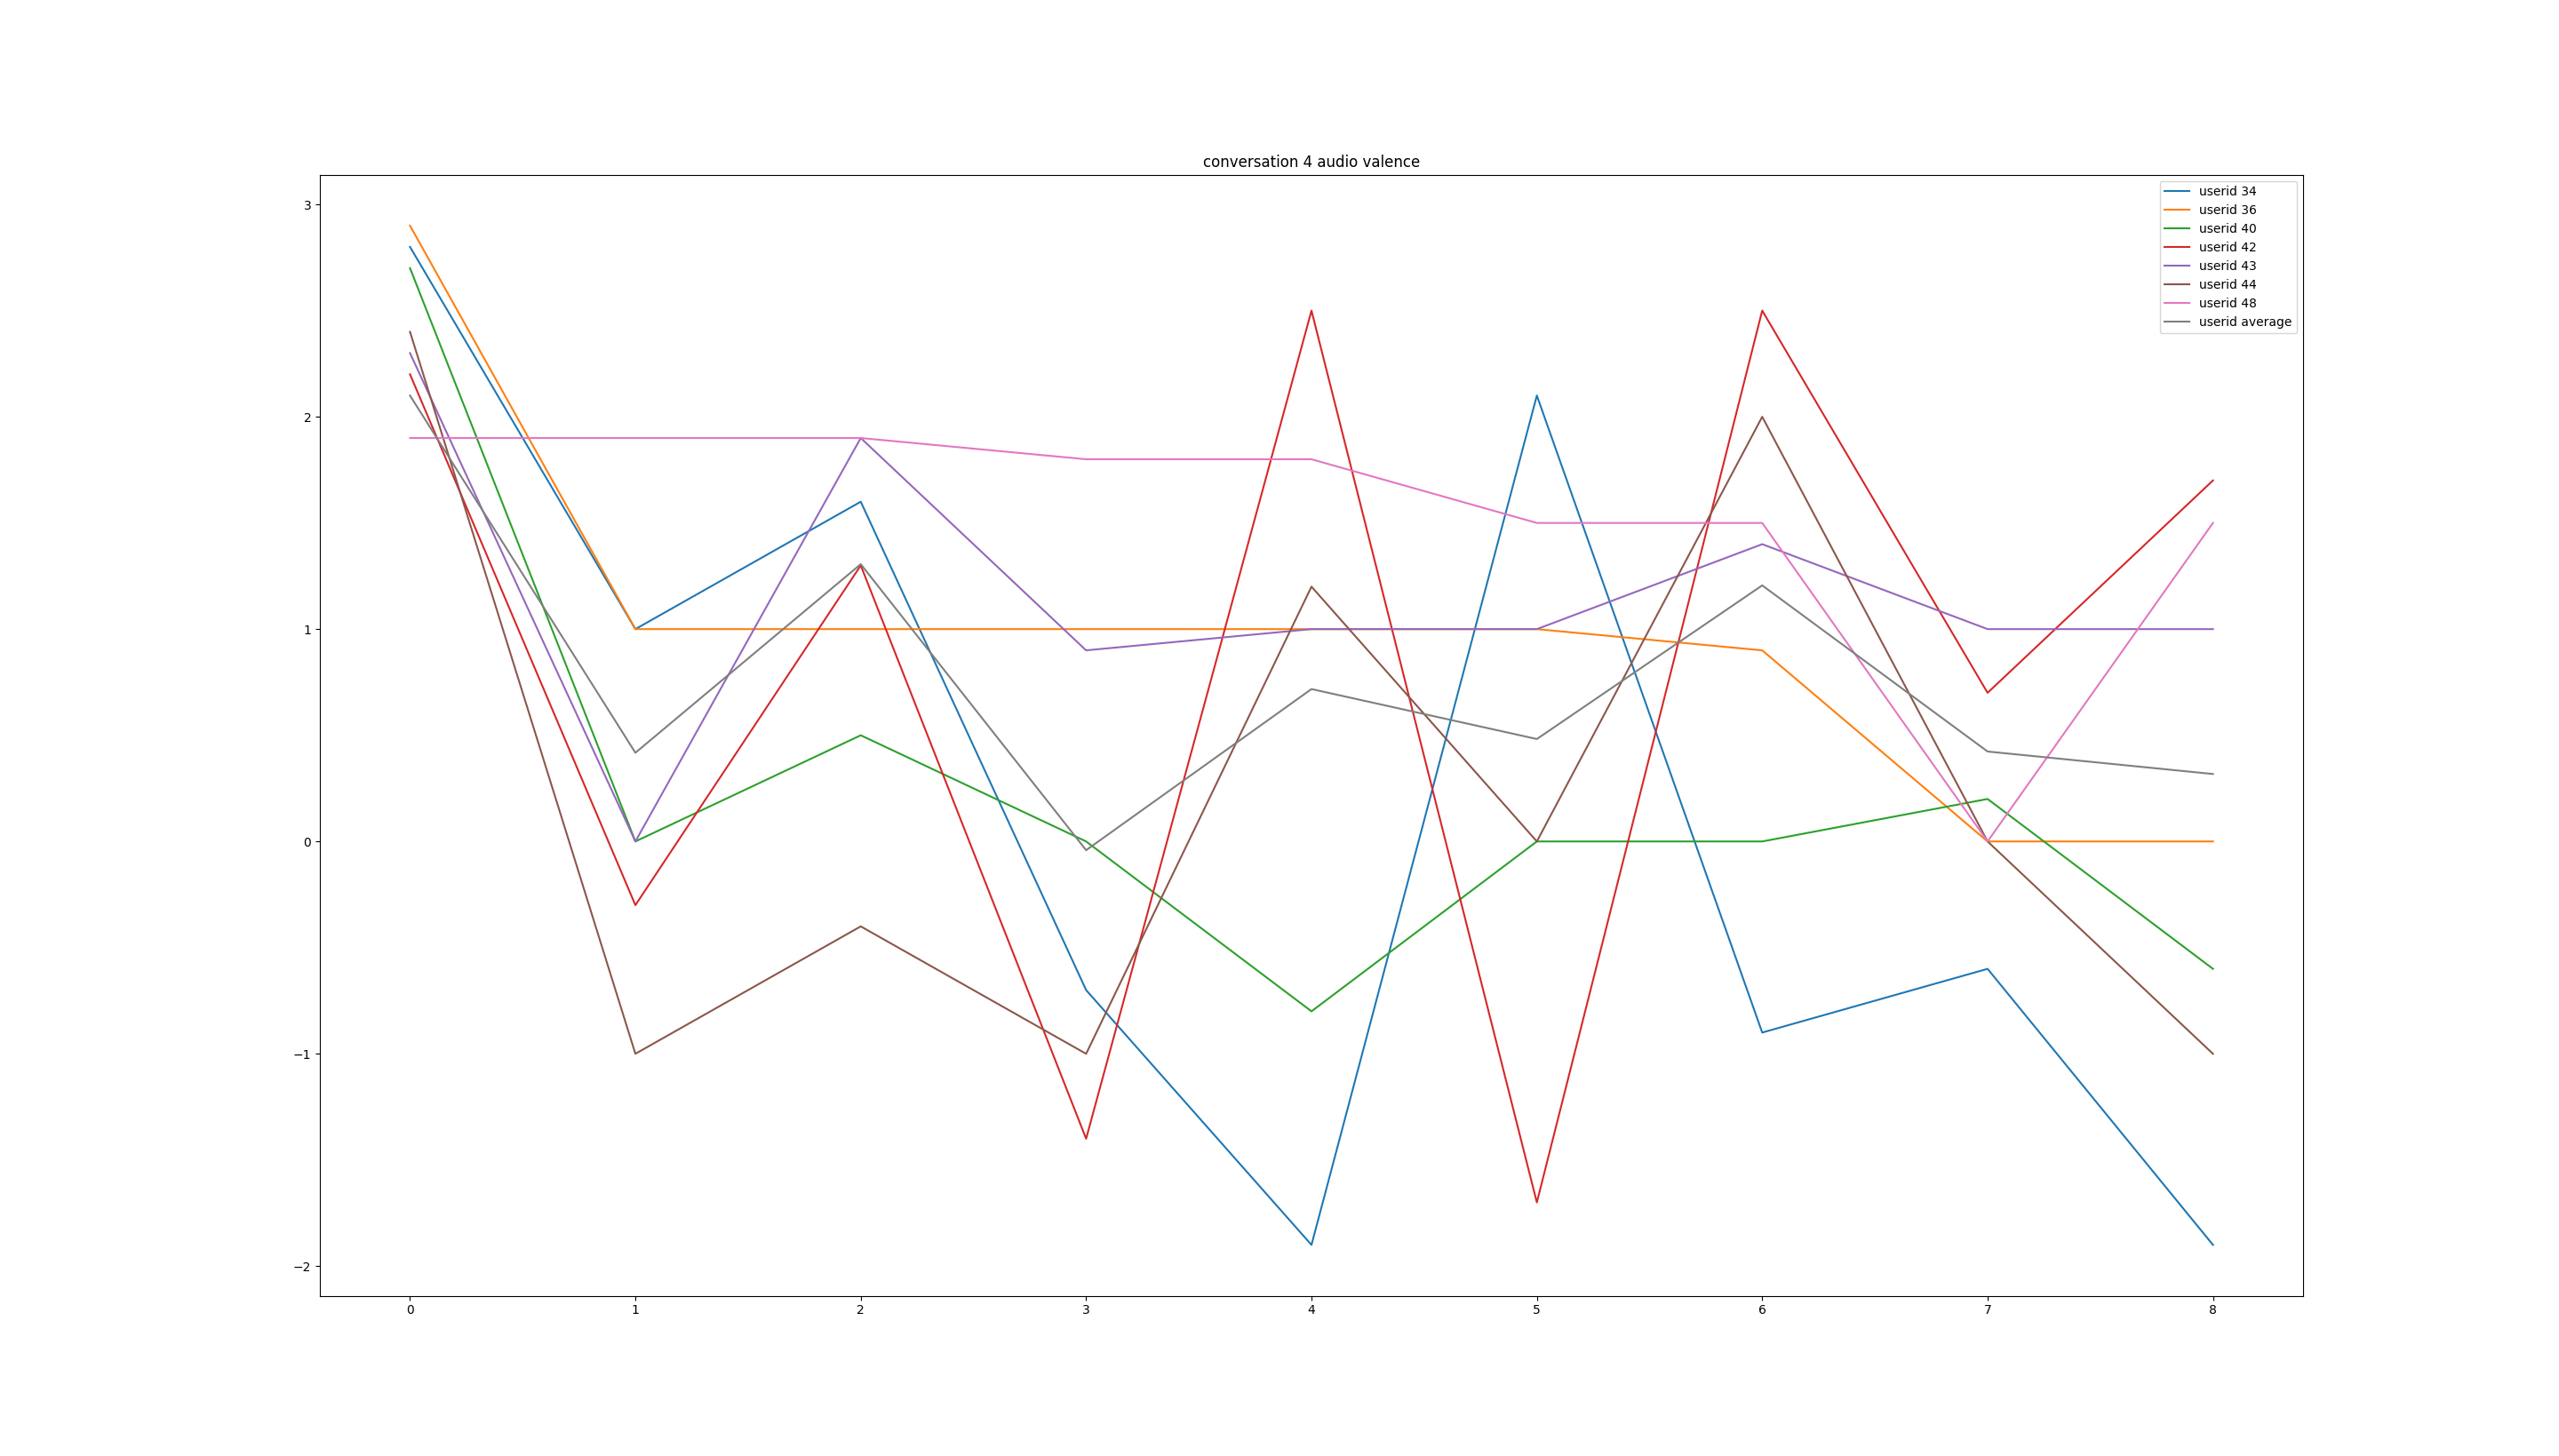 conversation 4 audio valence
userid 34
userid 36
userid 40
userid 42
userid 43
userid 44
userid 48
userid average
3
2
1
0
−1
−2
0 1 2 3 4 5 6 7 8